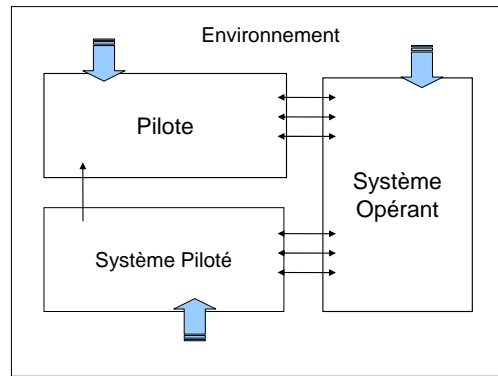 Environnement
Pilote
Système
Opérant
Système Piloté